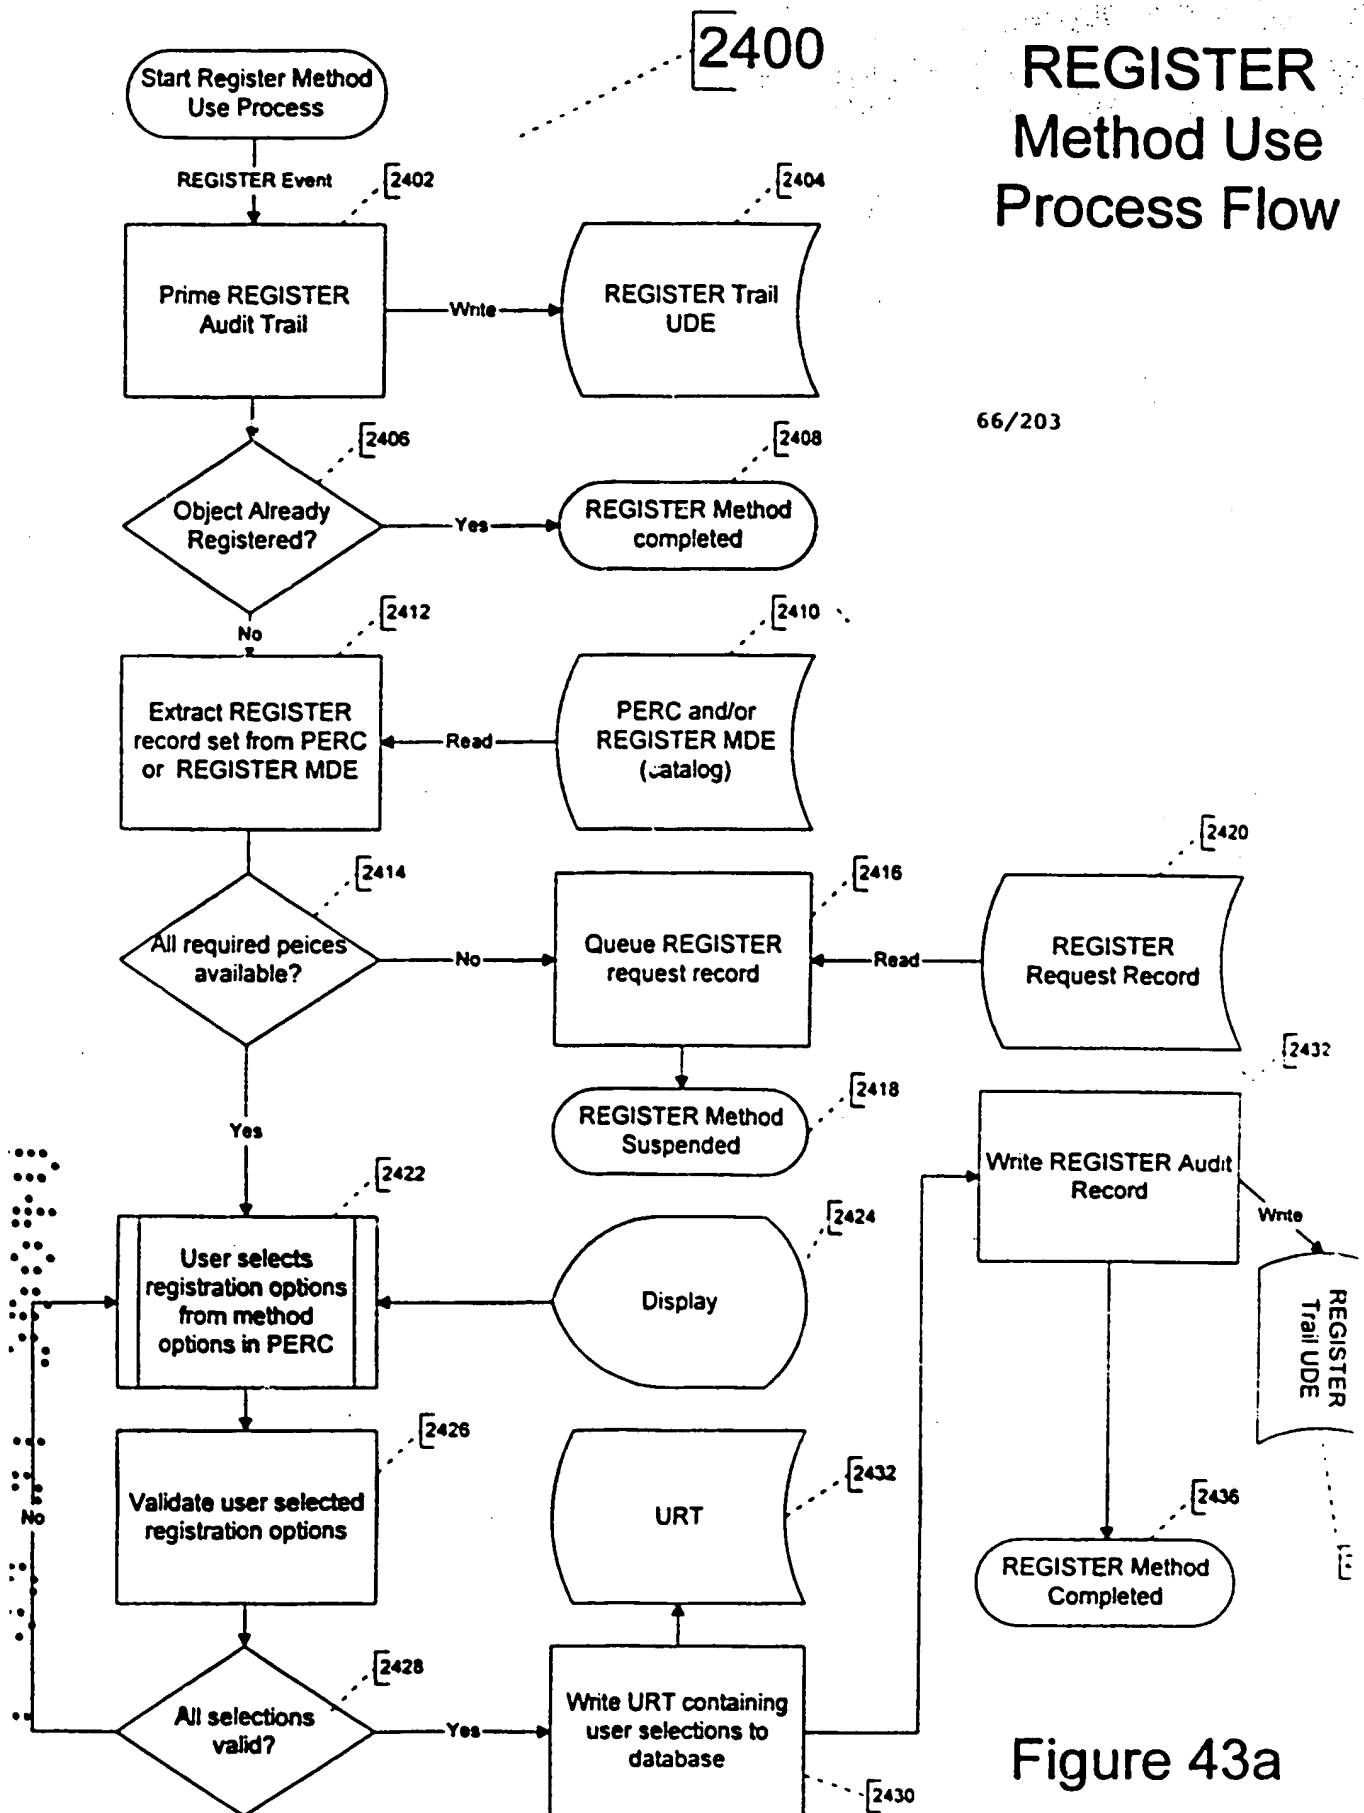 2400
REGISTER
Method Use
Process Flow
Start Register Method
Use Process
REGISTER Event
2402
2404
Prime REGISTER
Audit Trail
Write
REGISTER Trail
UDE
66/203
2406
2408
Object Already
Registered?
Yes
REGISTER Method
completed
No
2412
2410
Extract REGISTER
record set from PERC
or REGISTER MDE
Read
PERC and/or
REGISTER MDE
(catalog)
2414
2416
2420
All required peices
available?
No
Queue REGISTER
request record
Read
REGISTER
Request Record
2432
Yes
2418
REGISTER Method
Suspended
Write REGISTER Audit
Record
Write
2422
2424
User selects
registration options
from method
options in PERC
Display
REGISTER
Trail UDE
2426
2432
Validate user selected
registration options
URT
No
2436
REGISTER Method
Completed
2428
All selections
valid?
Yes
Write URT containing
user selections to
database
2430
Figure 43a